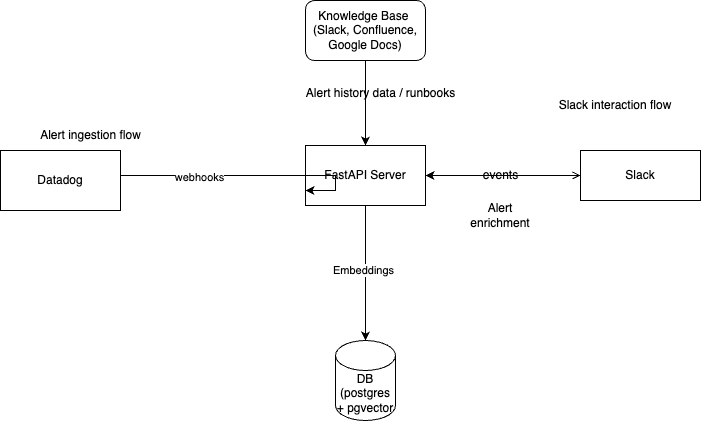 Knowledge Base
(Slack, Confluence,
Google Docs)
Alert history data / runbooks
Slack interaction flow
Alert ingestion flow
Datadog
webhooks
FastAPI Server
events
Slack
Alert
enrichment
Embeddings
DB
(postgres
+ pgvector